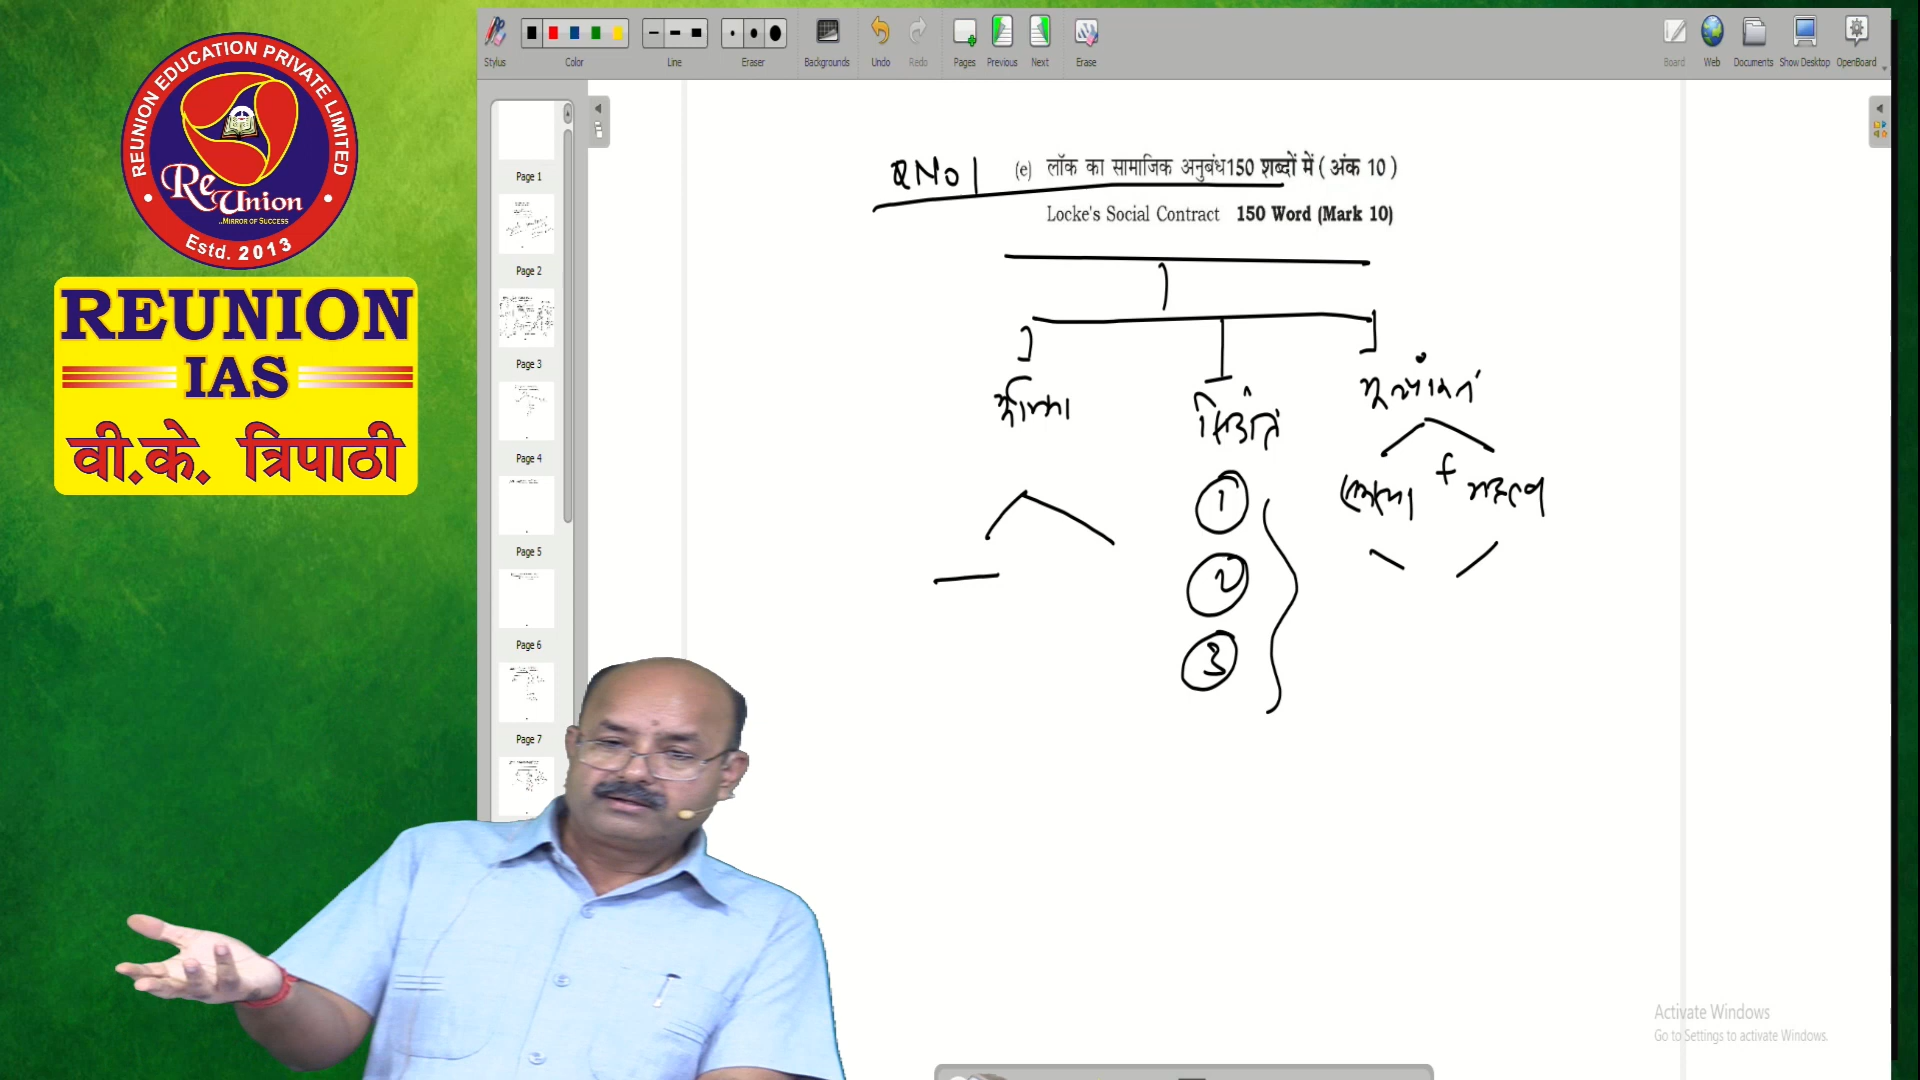 REUNION EDUCATION PRIVATE LIMITED
ReUnion
..MIRROR OF SUCCESS
Estd. 2013
REUNION
IAS
वी.के. त्रिपाठी
Stylus
Color
Line
Eraser
Backgrounds
Undo
Redo
Pages
Previous
Next
Erase
Board
Web
Documents
Show Desktop
OpenBoard
Page 1
Page 2
Page 3
Page 4
Page 5
Page 6
Page 7
QNo1 (e) लॉक का सामाजिक अनुबंध150 शब्दों में ( अंक 10 )
Locke's Social Contract 150 Word (Mark 10)
भूमिका
सिद्धांत
मूल्यांकन
+ महत्व
1
2
3
Activate Windows
Go to Settings to activate Windows.